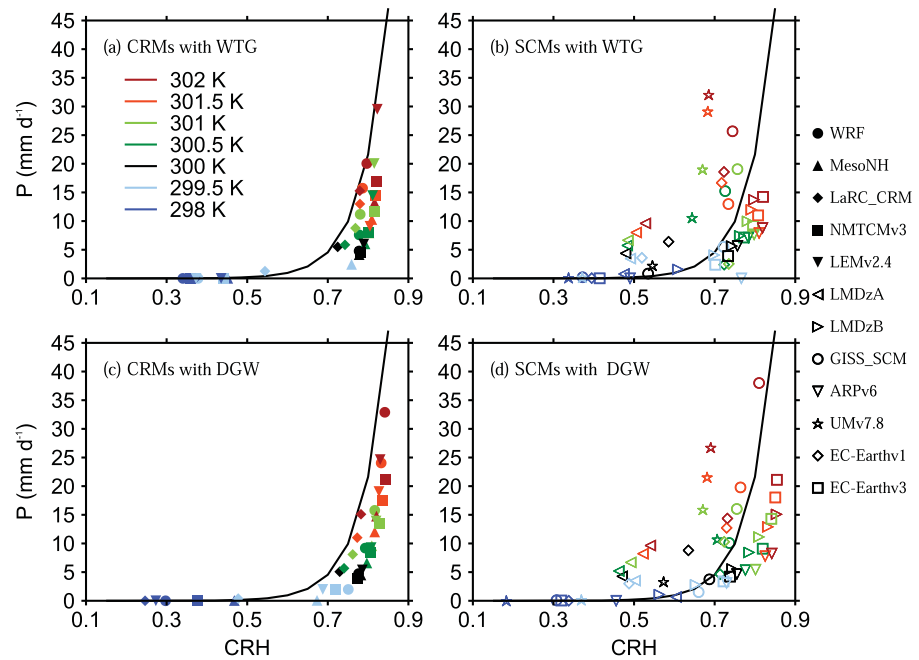 45
40
35
30
25
20
15
10
5
0
P (mm d⁻¹)
(a) CRMs with WTG
302 K
301.5 K
301 K
300.5 K
300 K
299.5 K
298 K
0.1 0.3 0.5 0.7 0.9
45
40
35
30
25
20
15
10
5
0
(b) SCMs with WTG
0.1 0.3 0.5 0.7 0.9
45
40
35
30
25
20
15
10
5
0
P (mm d⁻¹)
(c) CRMs with DGW
0.1 0.3 0.5 0.7 0.9
CRH
45
40
35
30
25
20
15
10
5
0
(d) SCMs with DGW
0.1 0.3 0.5 0.7 0.9
CRH
WRF
MesoNH
LaRC_CRM
NMTCMv3
LEMv2.4
LMDzA
LMDzB
GISS_SCM
ARPv6
UMv7.8
EC-Earthv1
EC-Earthv3